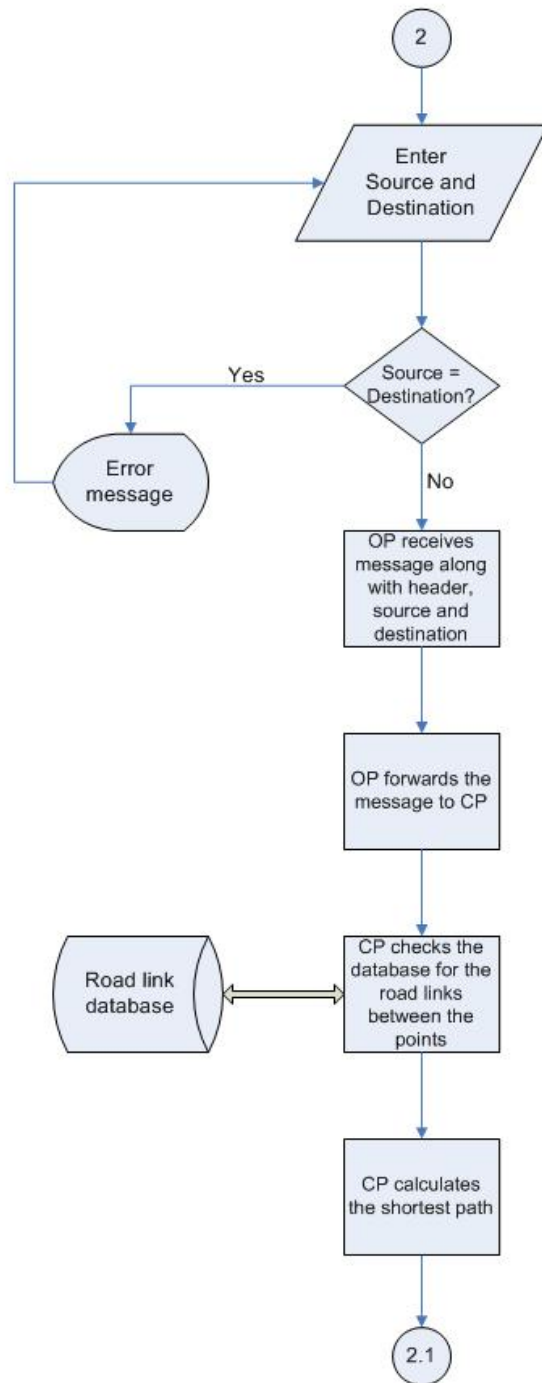 2
Enter
Source and
Destination
Source =
Destination?
Yes
Error
message
No
OP receives
message along
with header,
source and
destination
OP forwards the
message to CP
CP checks the
database for the
road links
between the
points
Road link
database
CP calculates
the shortest path
2.1